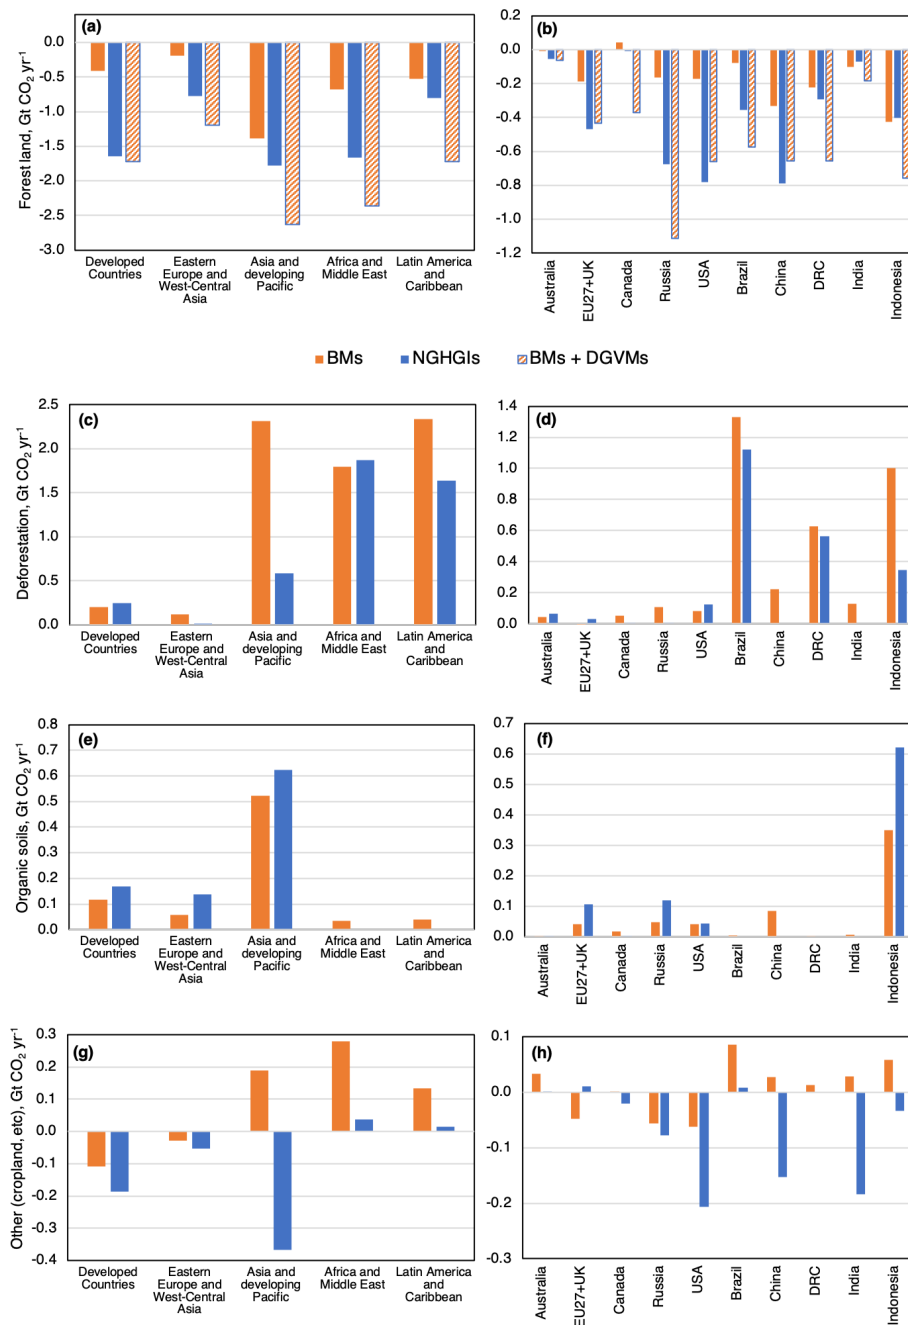 (a)
Forest land, Gt CO2 yr-1
0.0
-0.5
-1.0
-1.5
-2.0
-2.5
-3.0
Developed
Countries
Eastern
Europe and
West-Central
Asia
Asia and
developing
Pacific
Africa and
Middle East
Latin America
and
Caribbean
(b)
0.2
0.0
-0.2
-0.4
-0.6
-0.8
-1.0
-1.2
Australia
EU27+UK
Canada
Russia
USA
Brazil
China
DRC
India
Indonesia
BMs
NGHGIs
BMs + DGVMs
(c)
Deforestation, Gt CO2 yr-1
2.5
2.0
1.5
1.0
0.5
0.0
Developed
Countries
Eastern
Europe and
West-Central
Asia
Asia and
developing
Pacific
Africa and
Middle East
Latin America
and
Caribbean
(d)
1.4
1.2
1.0
0.8
0.6
0.4
0.2
0.0
Australia
EU27+UK
Canada
Russia
USA
Brazil
China
DRC
India
Indonesia
(e)
Organic soils, Gt CO2 yr-1
0.8
0.7
0.6
0.5
0.4
0.3
0.2
0.1
0.0
Developed
Countries
Eastern
Europe and
West-Central
Asia
Asia and
developing
Pacific
Africa and
Middle East
Latin America
and
Caribbean
(f)
0.7
0.6
0.5
0.4
0.3
0.2
0.1
0.0
Australia
EU27+UK
Canada
Russia
USA
Brazil
China
DRC
India
Indonesia
(g)
Other (cropland, etc), Gt CO2 yr-1
0.3
0.2
0.1
0.0
-0.1
-0.2
-0.3
-0.4
Developed
Countries
Eastern
Europe and
West-Central
Asia
Asia and
developing
Pacific
Africa and
Middle East
Latin America
and
Caribbean
(h)
0.1
0.0
-0.1
-0.2
-0.3
Australia
EU27+UK
Canada
Russia
USA
Brazil
China
DRC
India
Indonesia